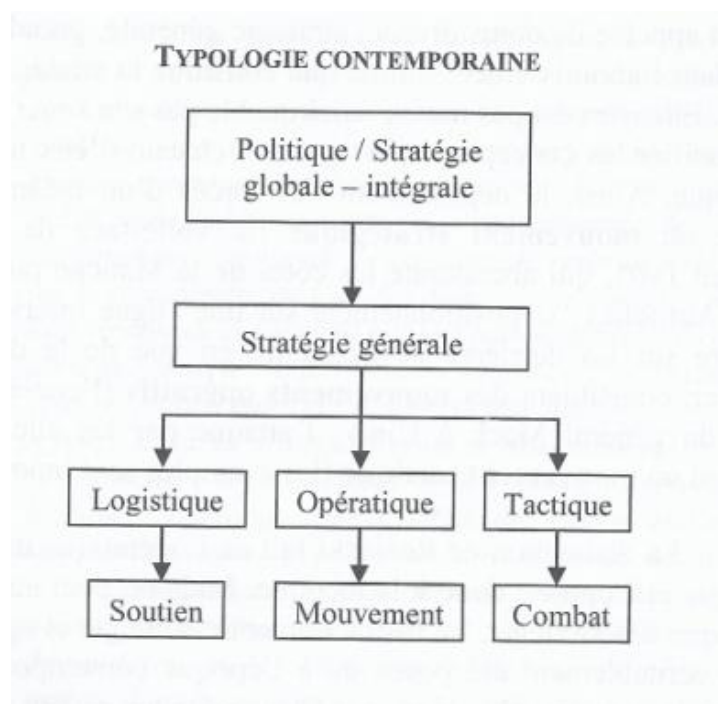 TYPOLOGIE CONTEMPORAINE
Politique / Stratégie
globale – intégrale
Stratégie générale
Logistique
Opératique
Tactique
Soutien
Mouvement
Combat